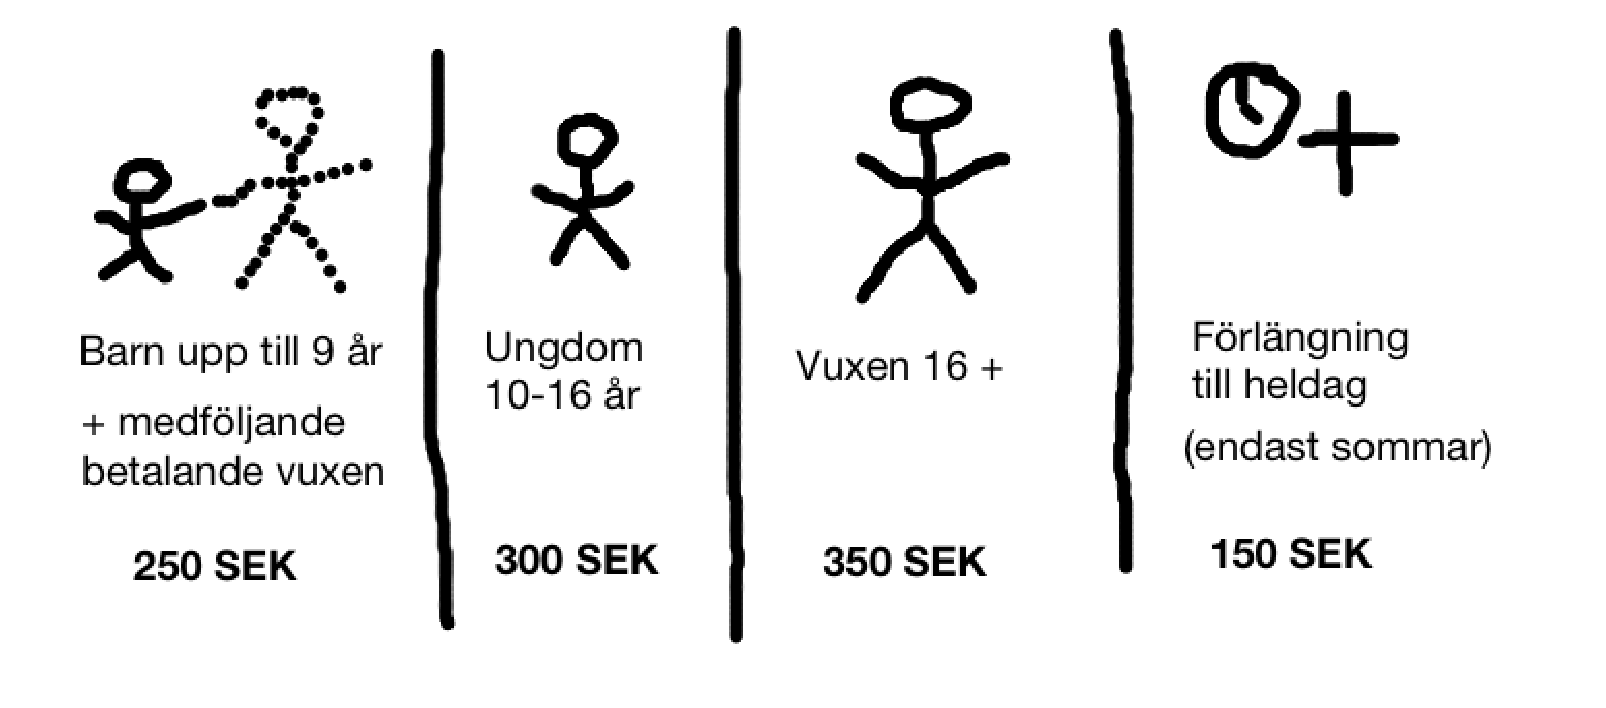 Barn upp till 9 år
+ medföljande
betalande vuxen
250 SEK
Ungdom
10-16 år
300 SEK
Vuxen 16 +
350 SEK
Förlängning
till heldag
(endast sommar)
150 SEK